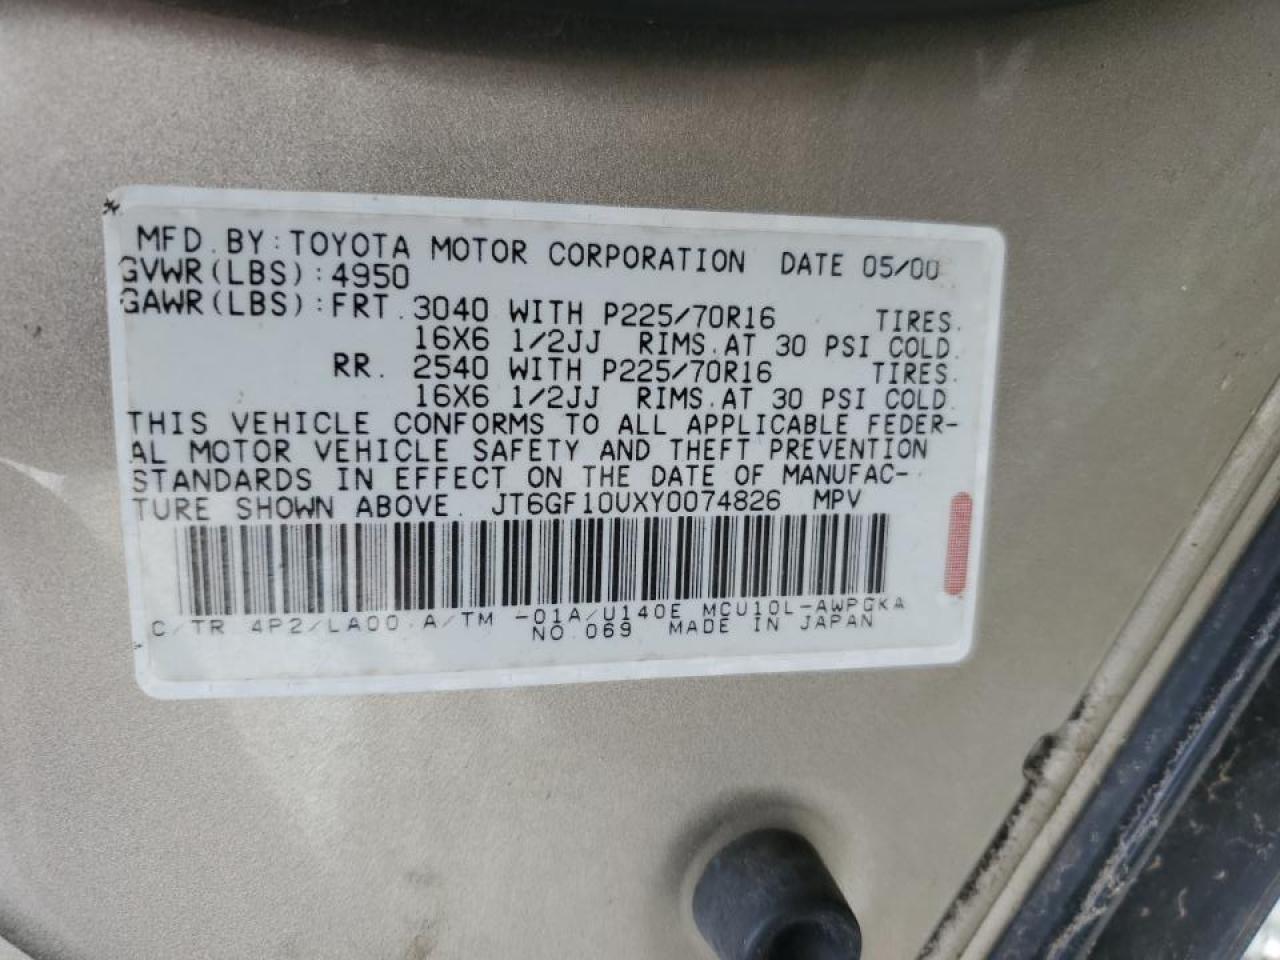 MFD. BY: TOYOTA MOTOR CORPORATION DATE 05/00
GVWR(LBS): 4950
GAWR(LBS): FRT. 3040 WITH P225/70R16 TIRES.
16X6 1/2JJ RIMS. AT 30 PSI COLD.
RR. 2540 WITH P225/70R16 TIRES.
16X6 1/2JJ RIMS. AT 30 PSI COLD.
THIS VEHICLE CONFORMS TO ALL APPLICABLE FEDER-
AL MOTOR VEHICLE SAFETY AND THEFT PREVENTION
STANDARDS IN EFFECT ON THE DATE OF MANUFAC-
TURE SHOWN ABOVE. JT6GF10UXY0074826 MPV
C/TR 4P2/LA00 A/TM -01A/U140E MCU10L-AWPGKA
NO.069 MADE IN JAPAN